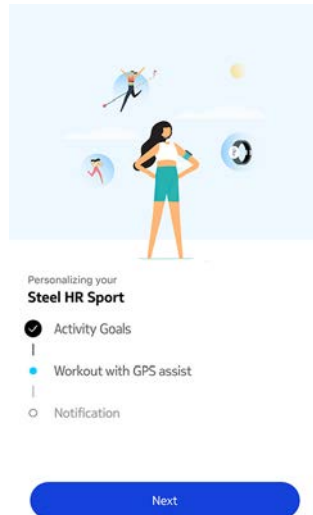 Personalizing your
Steel HR Sport
Activity Goals
Workout with GPS assist
Notification
Next